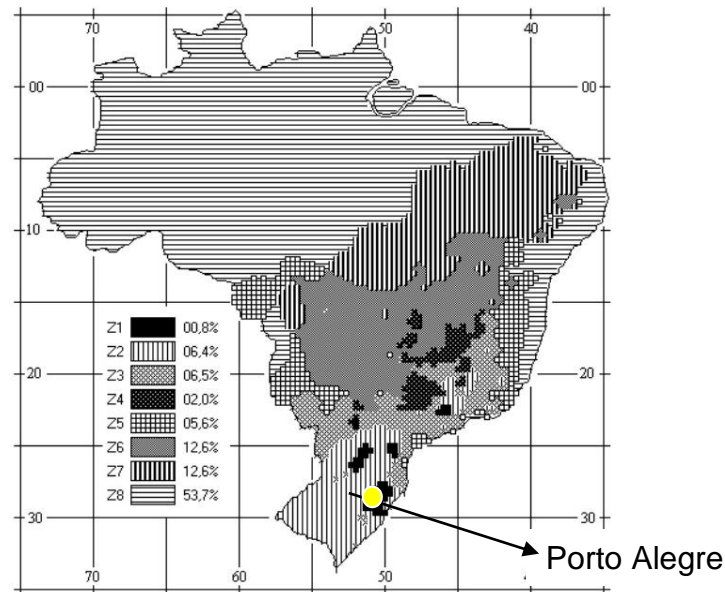 70 60 50 40
00 00
10
Z1 00,8%
Z2 06,4%
Z3 06,5%
Z4 02,0%
Z5 05,6%
Z6 12,6%
Z7 12,6%
Z8 53,7%
20 20
30 30
Porto Alegre
70 60 50